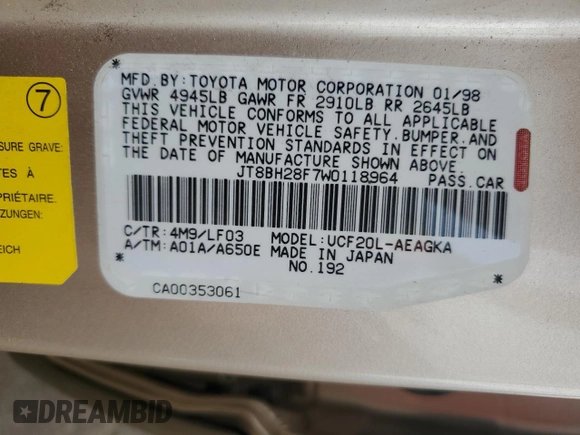 7
SURE GRAVE:
TES À
PRIÉTAIRE.
ZUNGEN:
EICH
MFD.BY:TOYOTA MOTOR CORPORATION 01/98
GVWR 4945LB GAWR FR 2910LB RR 2645LB
THIS VEHICLE CONFORMS TO ALL APPLICABLE
FEDERAL MOTOR VEHICLE SAFETY.BUMPER.AND
THEFT PREVENTION STANDARDS IN EFFECT ON
THE DATE OF MANUFACTURE SHOWN ABOVE.
JT8BH28F7W0118964 PASS.CAR
C/TR:4M9/LF03 MODEL:UCF20L-AEAGKA
A/TM:A01A/A650E MADE IN JAPAN
NO.192
CA00353061
DREAMBID